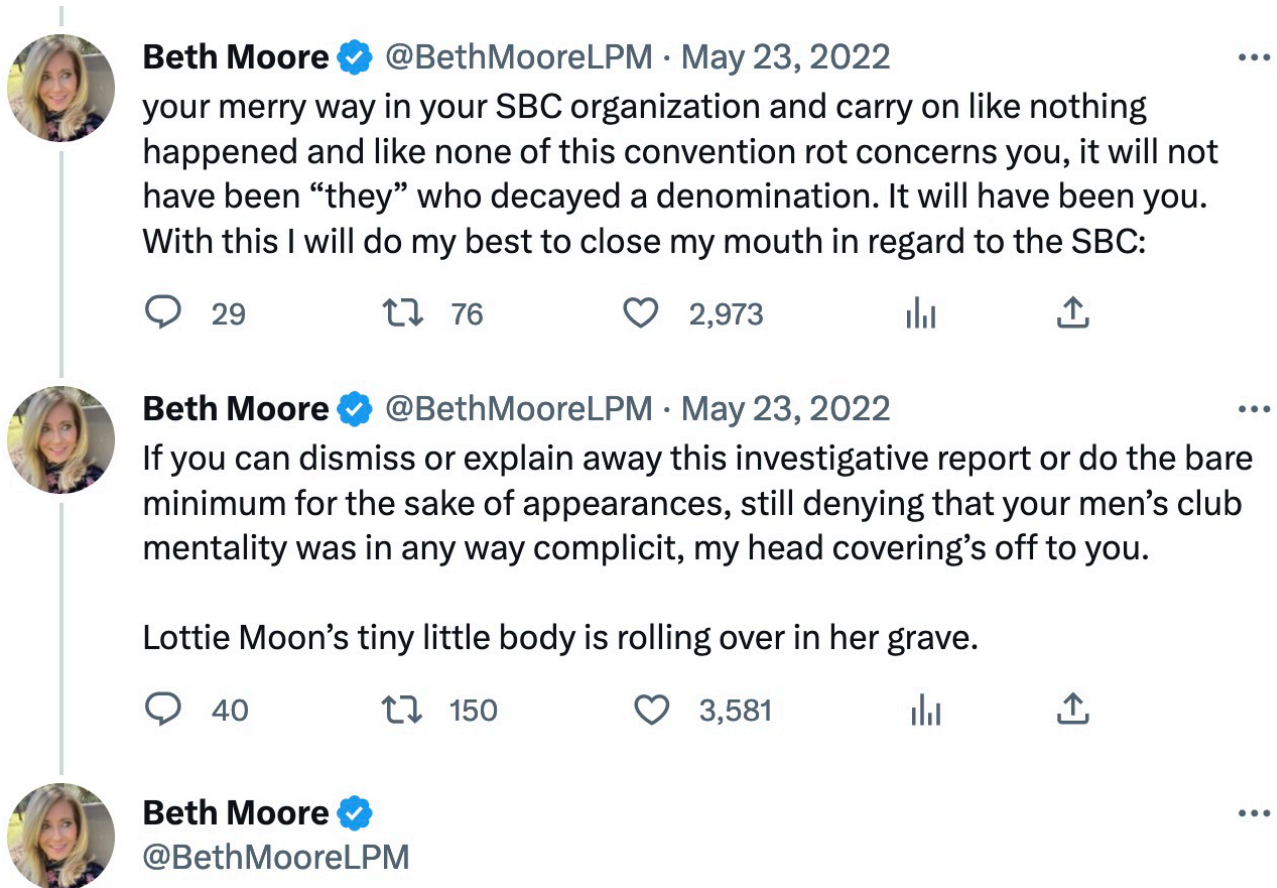 Beth Moore @BethMooreLPM · May 23, 2022
your merry way in your SBC organization and carry on like nothing
happened and like none of this convention rot concerns you, it will not
have been “they” who decayed a denomination. It will have been you.
With this I will do my best to close my mouth in regard to the SBC:
29 76 2,973
Beth Moore @BethMooreLPM · May 23, 2022
If you can dismiss or explain away this investigative report or do the bare
minimum for the sake of appearances, still denying that your men’s club
mentality was in any way complicit, my head covering’s off to you.
Lottie Moon’s tiny little body is rolling over in her grave.
40 150 3,581
Beth Moore
@BethMooreLPM